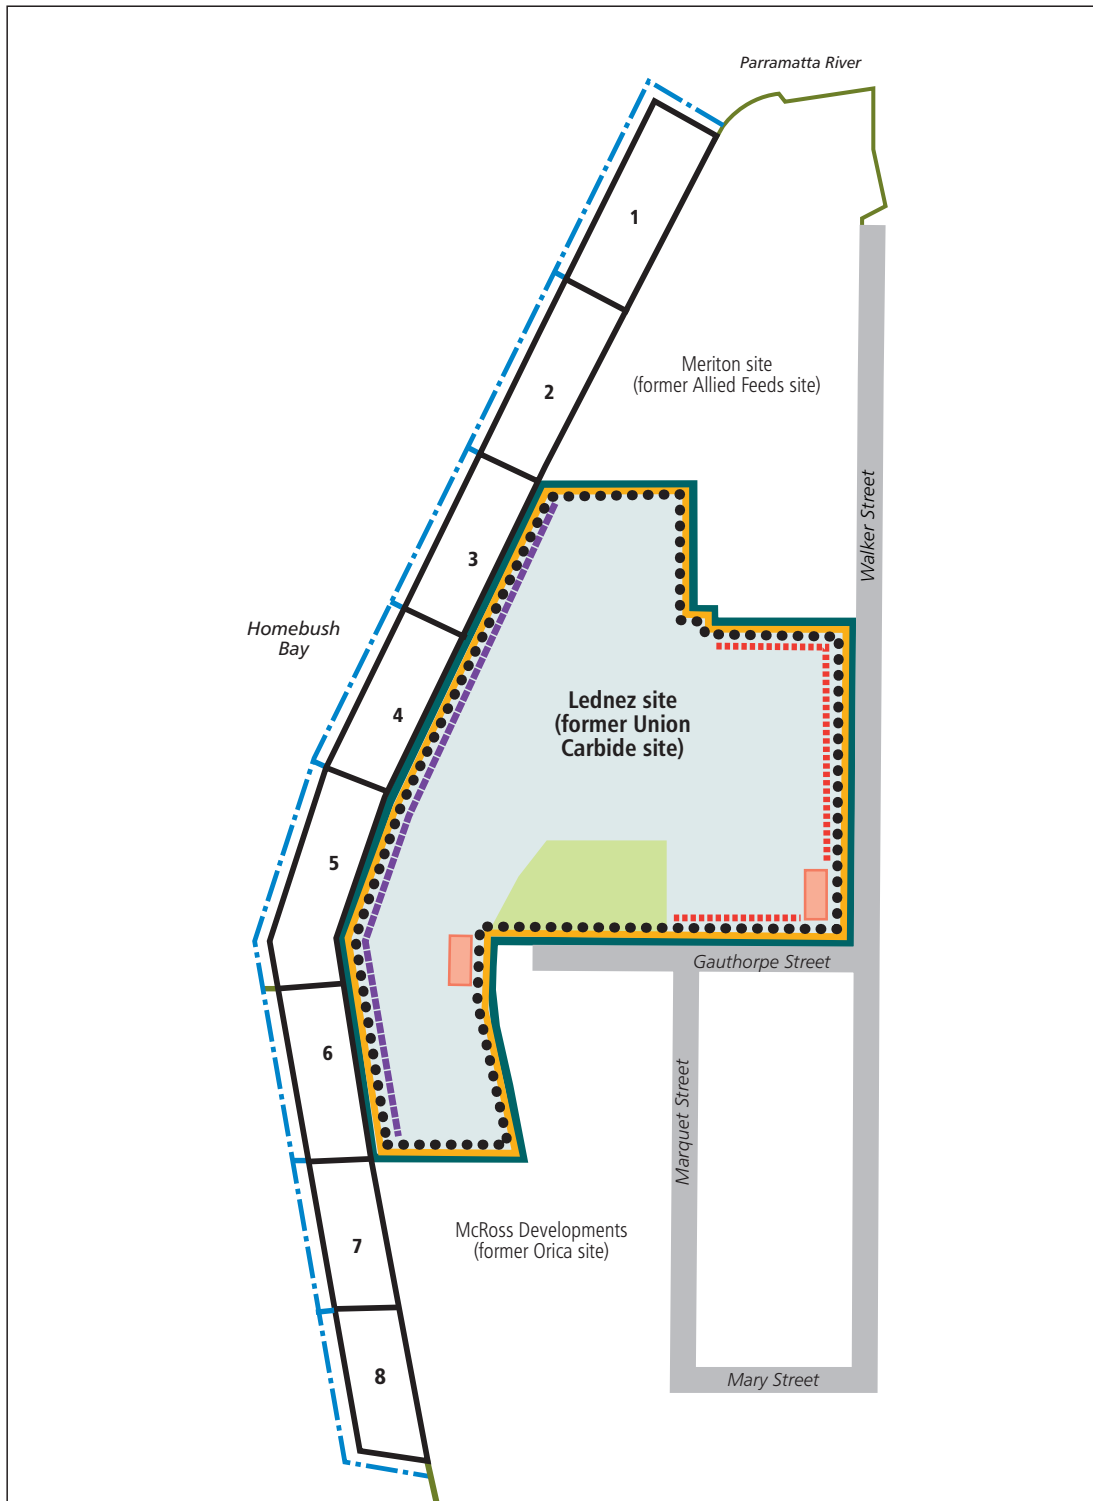 Parramatta River
1
2
Meriton site
(former Allied Feeds site)
Walker Street
3
Homebush
Bay
4
Lednez site
(former Union
Carbide site)
5
Gauthorpe Street
6
Marquet Street
7
McRoss Developments
(former Orica site)
8
Mary Street